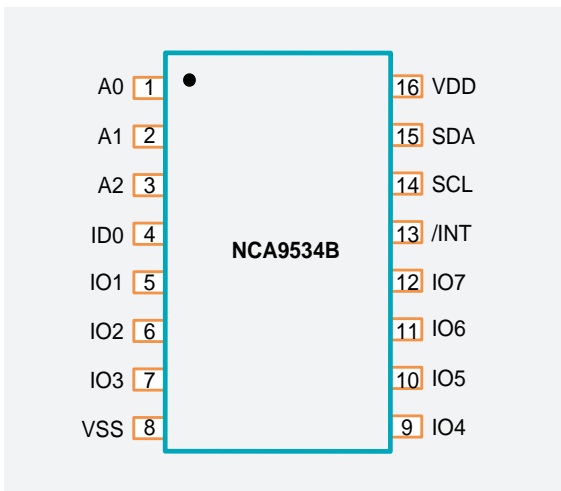 A0 1
A1 2
A2 3
ID0 4
IO1 5
IO2 6
IO3 7
VSS 8
NCA9534B
16 VDD
15 SDA
14 SCL
13 /INT
12 IO7
11 IO6
10 IO5
9 IO4